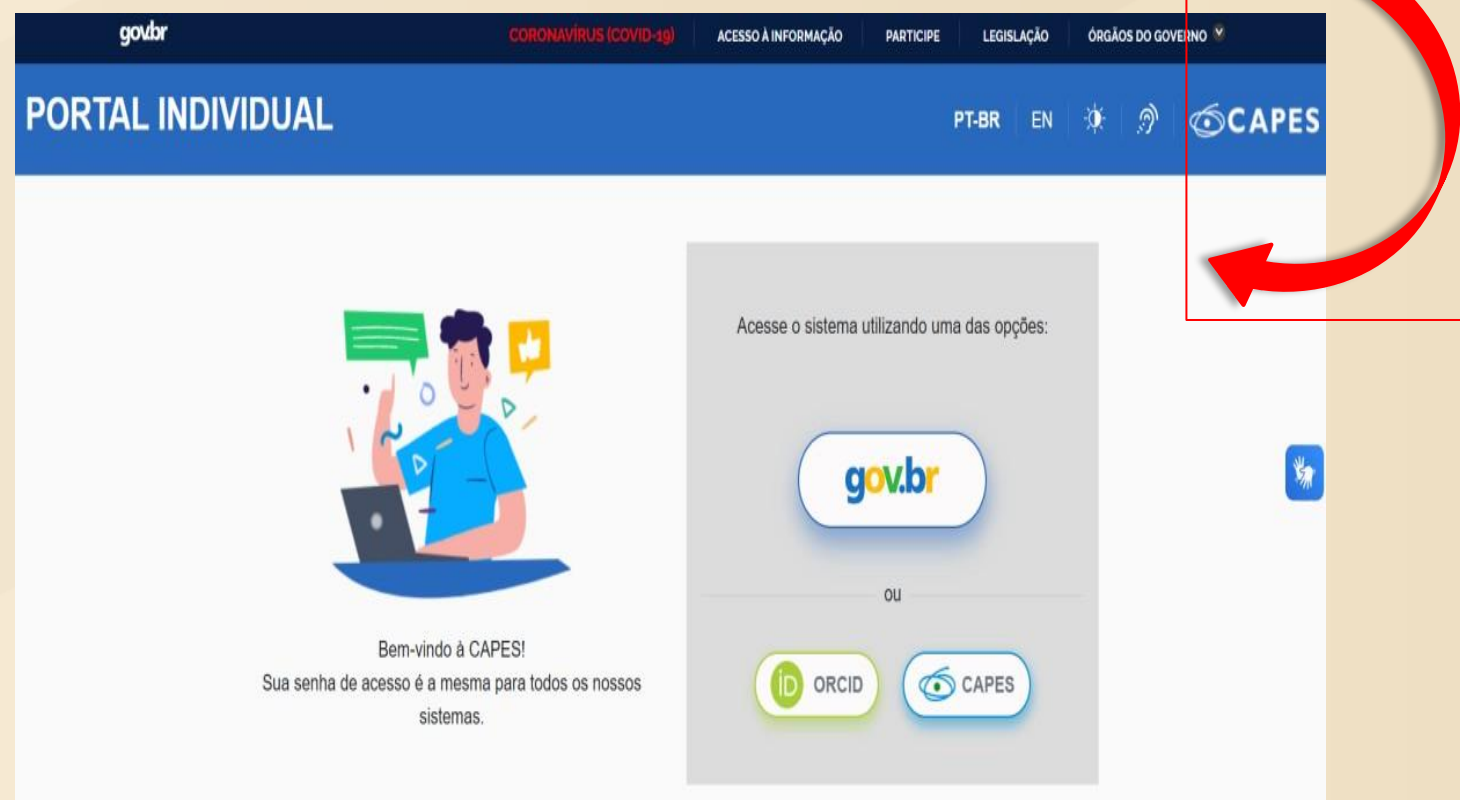 gov.br
CORONAVÍRUS (COVID-19)
ACESSO À INFORMAÇÃO
PARTICIPE
LEGISLAÇÃO
ÓRGÃOS DO GOVERNO
PORTAL INDIVIDUAL
PT-BR
EN
CAPES
Acesse o sistema utilizando uma das opções:
gov.br
ou
iD ORCID
CAPES
Bem-vindo à CAPES!
Sua senha de acesso é a mesma para todos os nossos
sistemas.